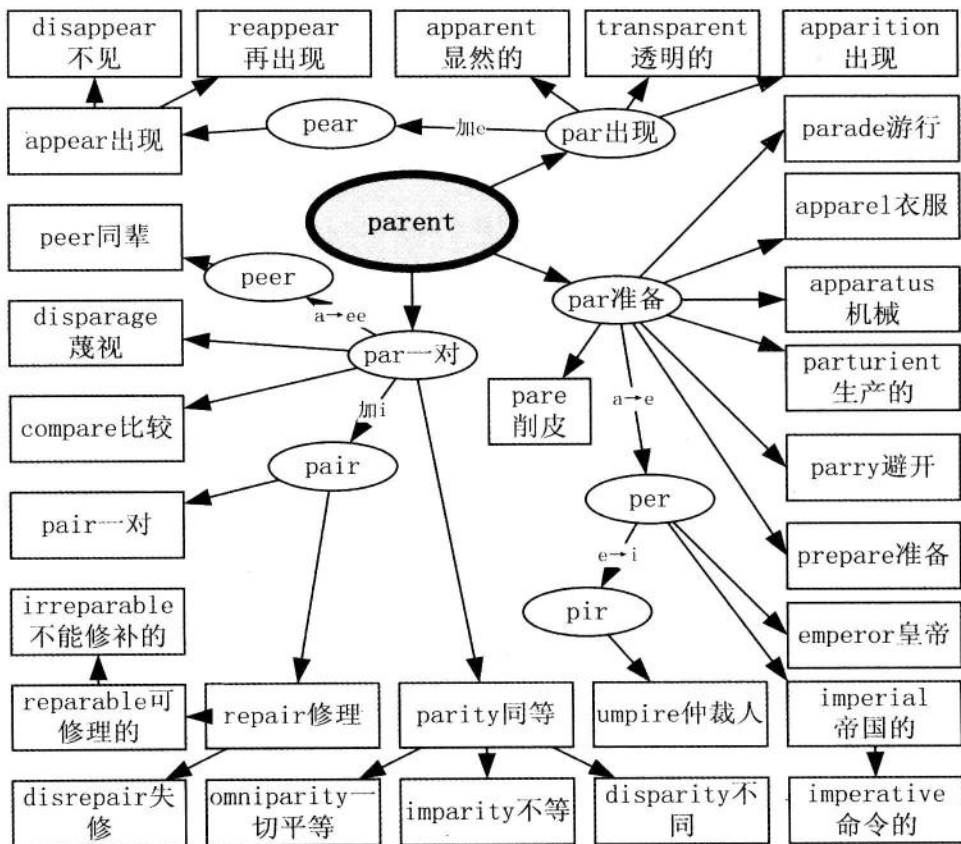 disappear
不见
reappear
再出现
apparent
显然的
transparent
透明的
apparition
出现
appear出现
pear
加e
par出现
parade游行
parent
apparel衣服
peer同辈
peer
par准备
apparatus
机械
a→ee
disparage
蔑视
par一对
parturient
生产的
pare
削皮
a→e
compare比较
加i
pair
parry避开
pair一对
per
prepare准备
e→i
pir
irreparable
不能修补的
emperor皇帝
reparable可
修理的
repair修理
parity同等
umpire仲裁人
imperial
帝国的
disrepair失
修
omniparity一
切平等
imparity不等
disparity不
同
imperative
命令的